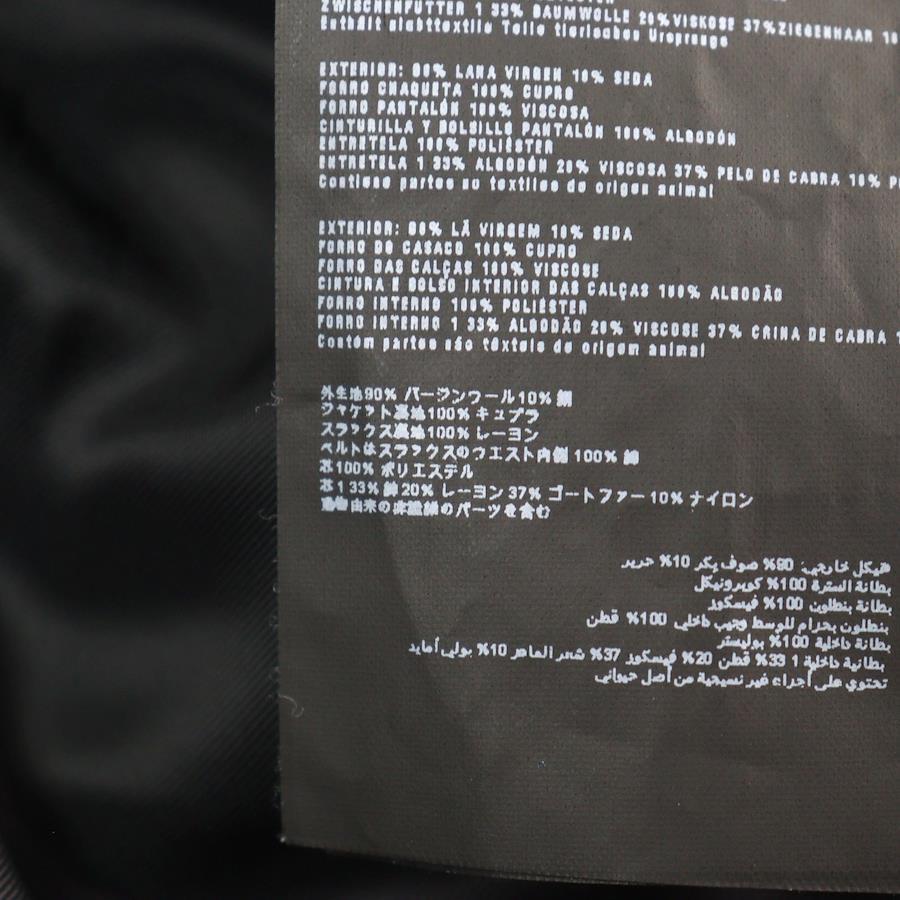 ZWISCHENFUTTER 1 33% BAUMWOLLE 20% VISKOSE 37% ZIEGENHAAR 10
Enthält nichttextile Teile tierischen Ursprungs
EXTERIOR: 90% LANA VIRGEN 10% SEDA
FORRO CHAQUETA 100% CUPRO
FORRO PANTALÓN 100% VISCOSA
CINTURILLA Y BOLSILLO PANTALÓN 100% ALGODÓN
ENTRETELA 100% POLIÉSTER
ENTRETELA 1 33% ALGODÓN 20% VISCOSA 37% PELO DE CABRA 10% P
Contiene partes no textiles de origen animal
EXTERIOR: 90% LÃ VIRGEM 10% SEDA
FORRO DO CASACO 100% CUPRO
FORRO DAS CALÇAS 100% VISCOSE
CINTURA E BOLSO INTERIOR DAS CALÇAS 100% ALGODÃO
FORRO INTERNO 100% POLIÉSTER
FORRO INTERNO 1 33% ALGODÃO 20% VISCOSE 37% CRINA DE CABRA 1
Contém partes não têxteis de origem animal
外生地90% バージンウール10% 絹
ジャケット裏地100% キュプラ
スラックス裏地100% レーヨン
ベルトはスラックスのウエスト内側 100% 綿
芯100% ポリエステル
芯1 33% 綿 20% レーヨン 37% ゴートファー 10% ナイロン
動物由来の非繊維のパーツを含む
هيكل خارجي: 90% صوف بكر 10% حرير
بطانة السترة 100% كوبرونيكل
بطانة بنطلون 100% فيسكوز
بنطلون بحزام للوسط وجيب داخلي 100% قطن
بطانة داخلية 100% بوليستر
بطانية داخلية 1 33% قطن 20% فيسكوز 37% شعر الماعز 10% بولي أمايد
تحتوي على أجزاء غير نسيجية من أصل حيواني